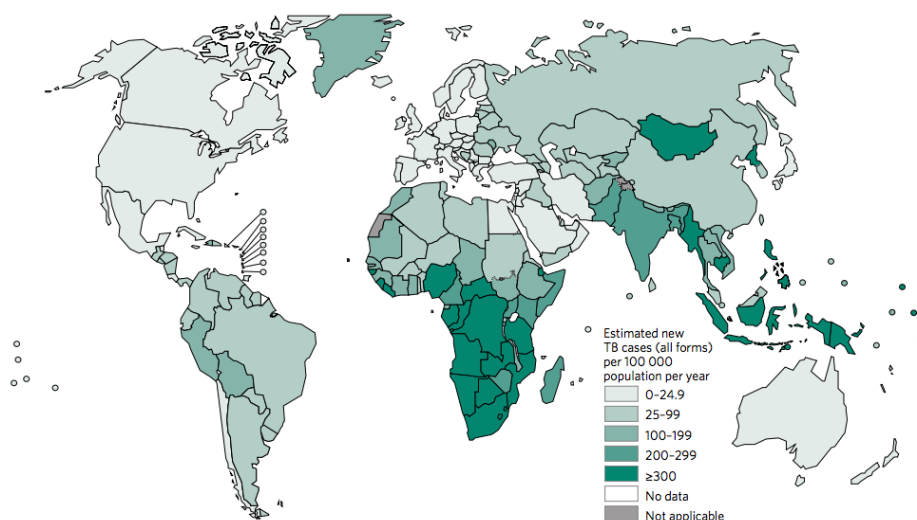 Estimated new
TB cases (all forms)
per 100 000
population per year
0–24.9
25–99
100–199
200–299
≥300
No data
Not applicable